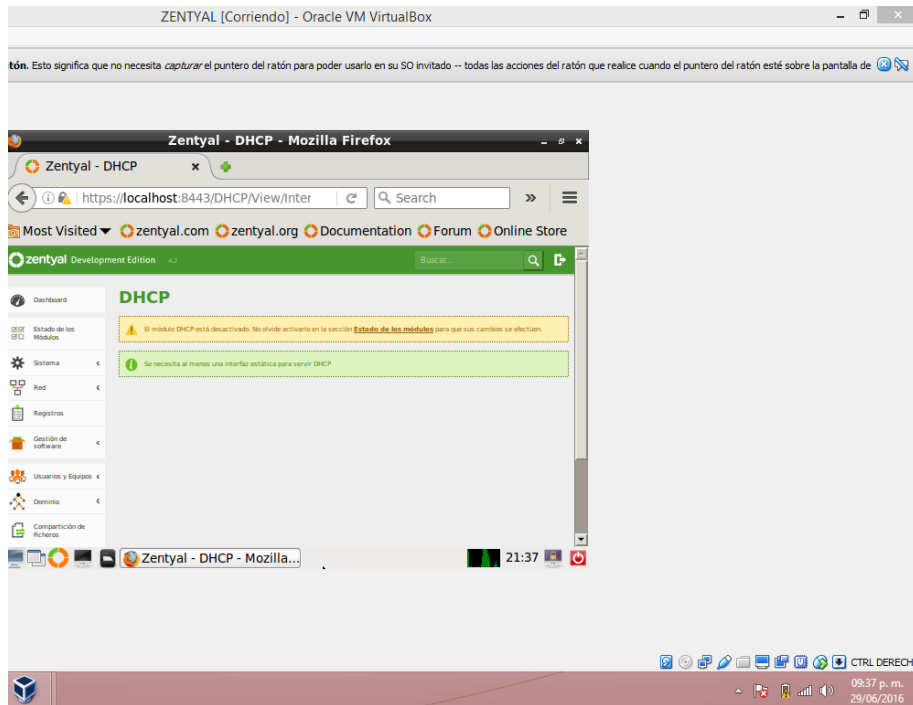 ZENTYAL [Corriendo] - Oracle VM VirtualBox
tón. Esto significa que no necesita capturar el puntero del ratón para poder usarlo en su SO invitado -- todas las acciones del ratón que realice cuando el puntero del ratón esté sobre la pantalla de
Zentyal - DHCP - Mozilla Firefox
Zentyal - DHCP
https://localhost:8443/DHCP/View/Inter
Search
Most Visited
zentyal.com
zentyal.org
Documentation
Forum
Online Store
zentyal Development Edition 4.2
Buscar...
Dashboard
Estado de los
Módulos
Sistema
Red
Registros
Gestión de
software
Usuarios y Equipos
Dominio
Compartición de
ficheros
DHCP
El módulo DHCP está desactivado. No olvide activarlo en la sección Estado de los módulos para que sus cambios se efectúen.
Se necesita al menos una interfaz estática para servir DHCP
Zentyal - DHCP - Mozilla...
21:37
CTRL DERECH
09:37 p. m.
29/06/2016